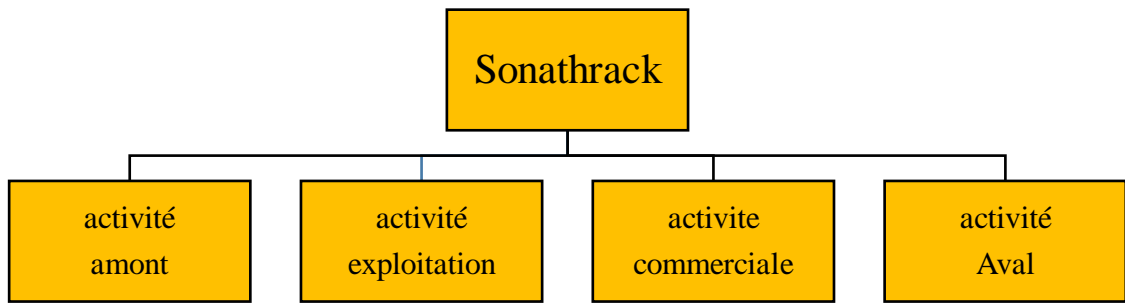 Sonathrack
activité
amont
activité
exploitation
activite
commerciale
activité
Aval